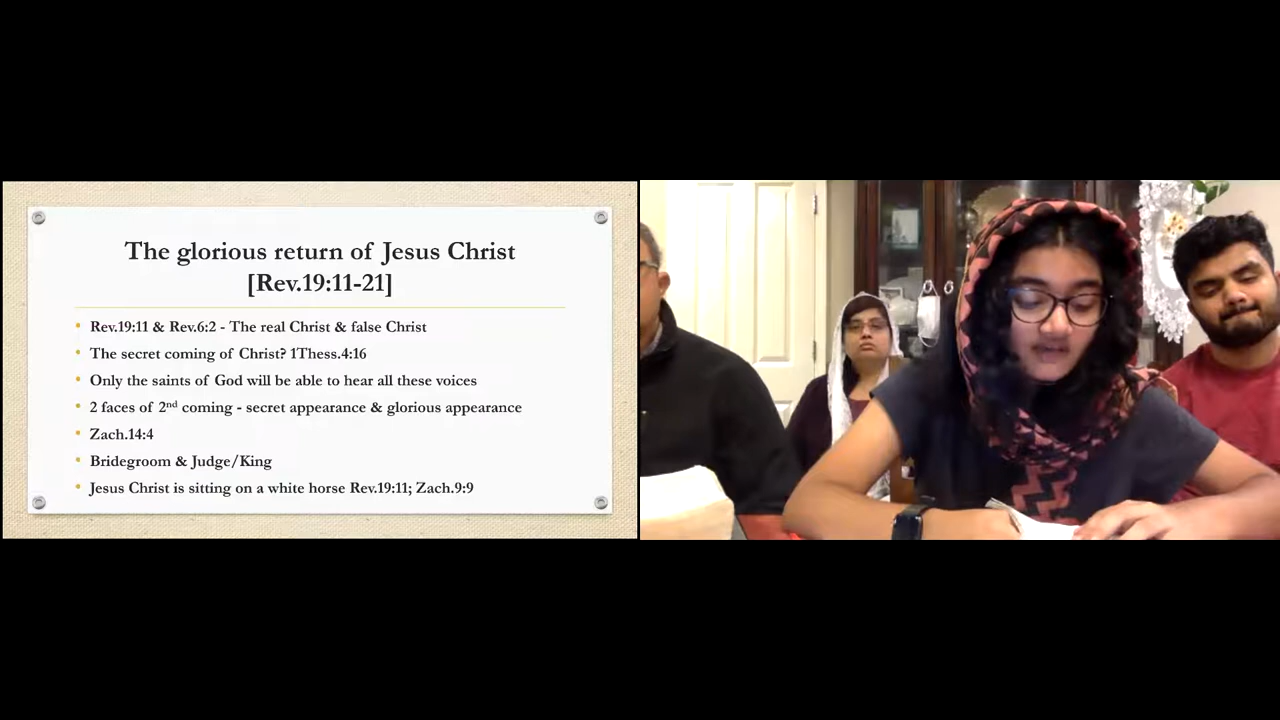 The glorious return of Jesus Christ
[Rev.19:11-21]
Rev.19:11 & Rev.6:2 - The real Christ & false Christ
The secret coming of Christ? 1Thess.4:16
Only the saints of God will be able to hear all these voices
2 faces of 2nd coming - secret appearance & glorious appearance
Zach.14:4
Bridegroom & Judge/King
Jesus Christ is sitting on a white horse Rev.19:11; Zach.9:9